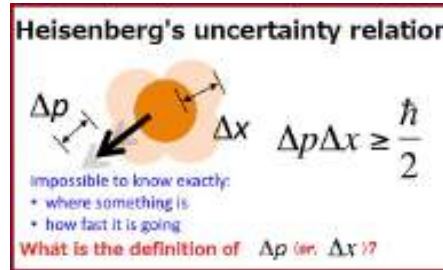 Heisenberg's uncertainty relation
Δp
Δx
ΔpΔx ≥ ħ/2
Impossible to know exactly:
• where something is
• how fast it is going
What is the definition of Δp (or, Δx )?